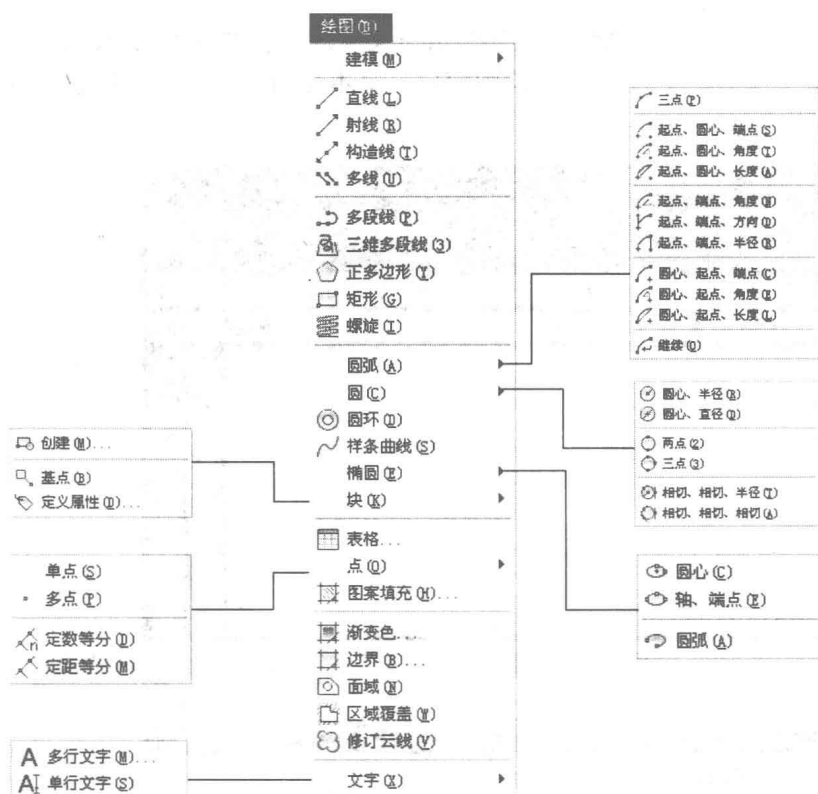 绘图(D)
建模(M)
直线(L)
射线(R)
构造线(T)
多线(U)
多段线(P)
三维多段线(3)
正多边形(Y)
矩形(G)
螺旋(I)
圆弧(A)
圆(C)
圆环(D)
样条曲线(S)
椭圆(E)
块(K)
表格...
点(O)
图案填充(H)...
渐变色...
边界(B)...
面域(N)
区域覆盖(W)
修订云线(V)
文字(X)
创建(M)...
基点(B)
定义属性(D)...
单点(S)
多点(P)
定数等分(D)
定距等分(M)
A 多行文字(M)...
AI 单行文字(S)
三点(P)
起点、圆心、端点(S)
起点、圆心、角度(T)
起点、圆心、长度(A)
起点、端点、角度(N)
起点、端点、方向(D)
起点、端点、半径(R)
圆心、起点、端点(C)
圆心、起点、角度(E)
圆心、起点、长度(L)
继续(O)
圆心、半径(R)
圆心、直径(D)
两点(2)
三点(3)
相切、相切、半径(T)
相切、相切、相切(A)
圆心(C)
轴、端点(E)
圆弧(A)